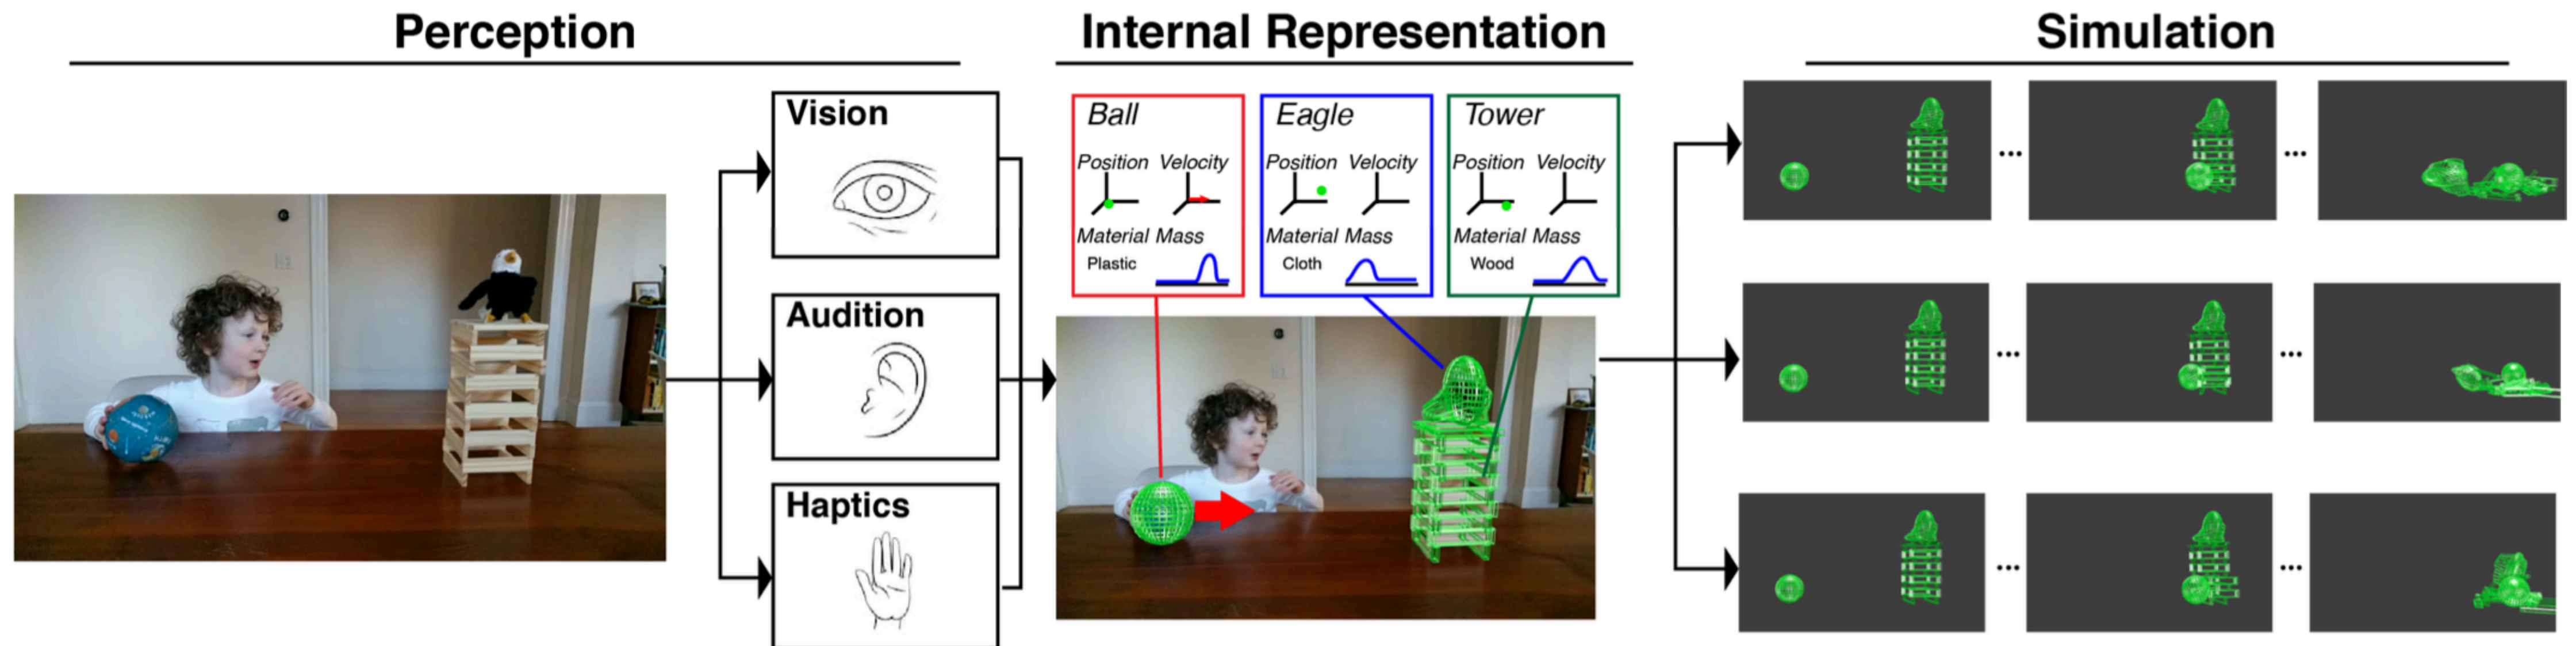 Perception
Internal Representation
Simulation
Vision
Audition
Haptics
Ball
Position Velocity
Material Mass
Plastic
Eagle
Position Velocity
Material Mass
Cloth
Tower
Position Velocity
Material Mass
Wood
...
...
...
...
...
...